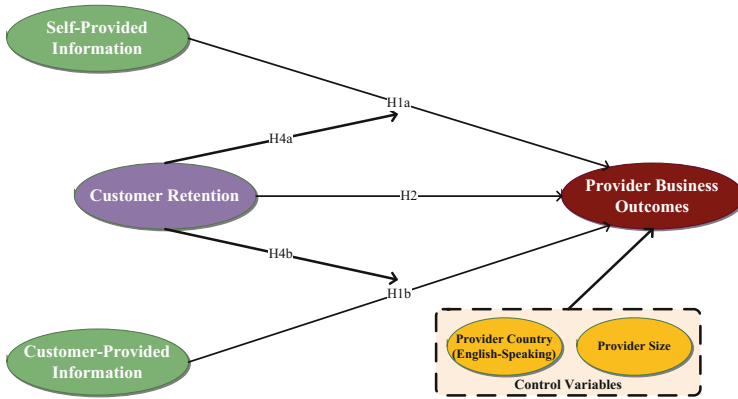 Self-Provided
Information
H1a
H4a
Customer Retention
H2
Provider Business
Outcomes
H4b
H1b
Customer-Provided
Information
Provider Country
(English-Speaking)
Provider Size
Control Variables